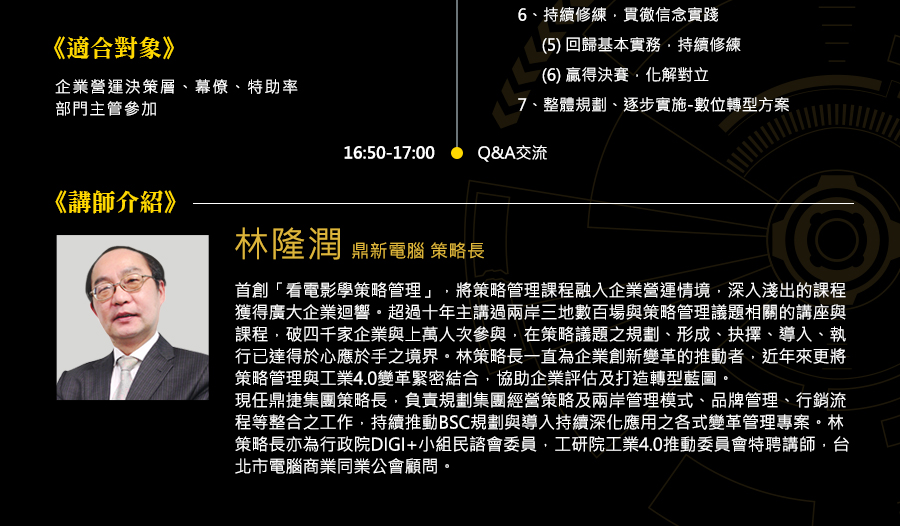 6、持續修練，貫徹信念實踐
(5) 回歸基本實務，持續修練
(6) 贏得決賽，化解對立
7、整體規劃、逐步實施-數位轉型方案
《適合對象》
企業營運決策層、幕僚、特助率
部門主管參加
16:50-17:00 Q&A交流
《講師介紹》
林隆潤 鼎新電腦 策略長
首創「看電影學策略管理」，將策略管理課程融入企業營運情境，深入淺出的課程
獲得廣大企業迴響。超過十年主講過兩岸三地數百場與策略管理議題相關的講座與
課程，破四千家企業與上萬人次參與，在策略議題之規劃、形成、抉擇、導入、執
行已達得於心應於手之境界。林策略長一直為企業創新變革的推動者，近年來更將
策略管理與工業4.0變革緊密結合，協助企業評估及打造轉型藍圖。
現任鼎捷集團策略長，負責規劃集團經營策略及兩岸管理模式、品牌管理、行銷流
程等整合之工作，持續推動BSC規劃與導入持續深化應用之各式變革管理專案。林
策略長亦為行政院DIGI+小組民諮會委員，工研院工業4.0推動委員會特聘講師，台
北市電腦商業同業公會顧問。